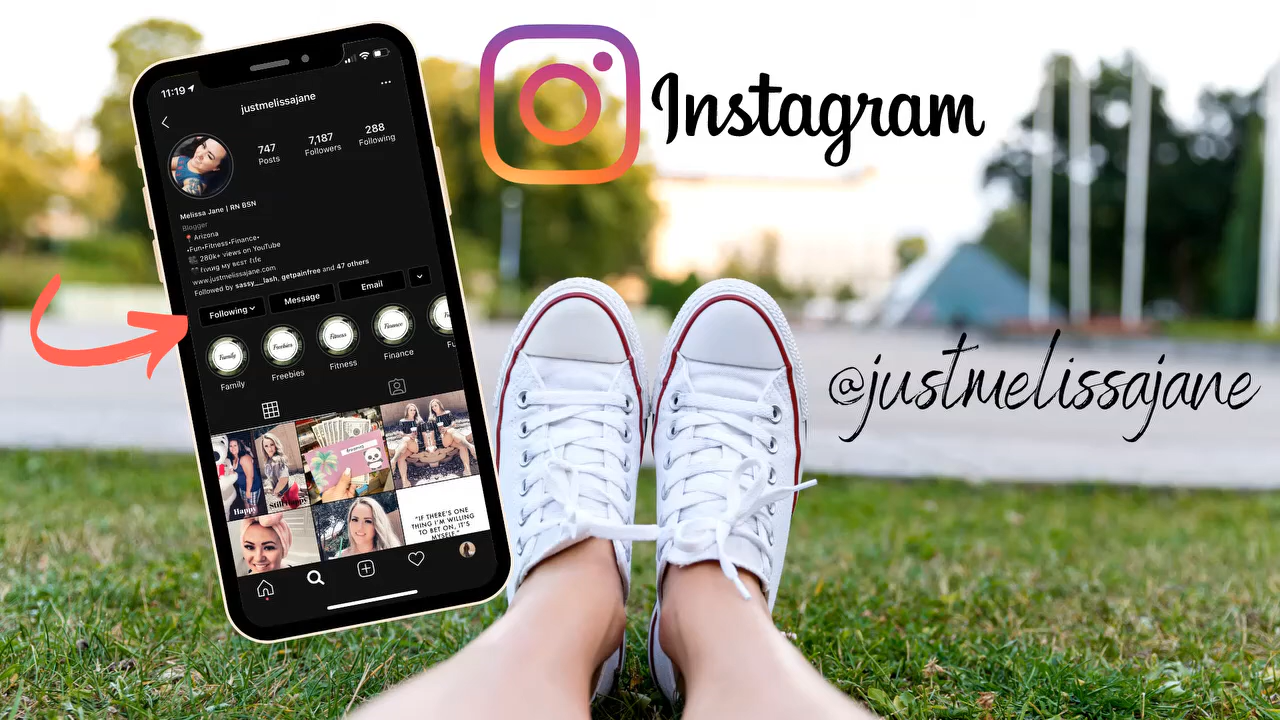 Instagram
@justmelissajane
11:19
justmelissajane
747 7,187 288
Posts Followers Following
Melissa Jane | RN BSN
Blogger
Arizona
•Fun•Fitness•Finance•
280k+ views on YouTube
www.justmelissajane.com
Followed by sassy__lash, getpainfree and 47 others
Following Message Email
Family Freebies Fitness Finance
Family Freebies Fitness Finance Fu
Happy
"IF THERE'S ONE
THING I'M WILLING
TO BET ON, IT'S
MYSELF."